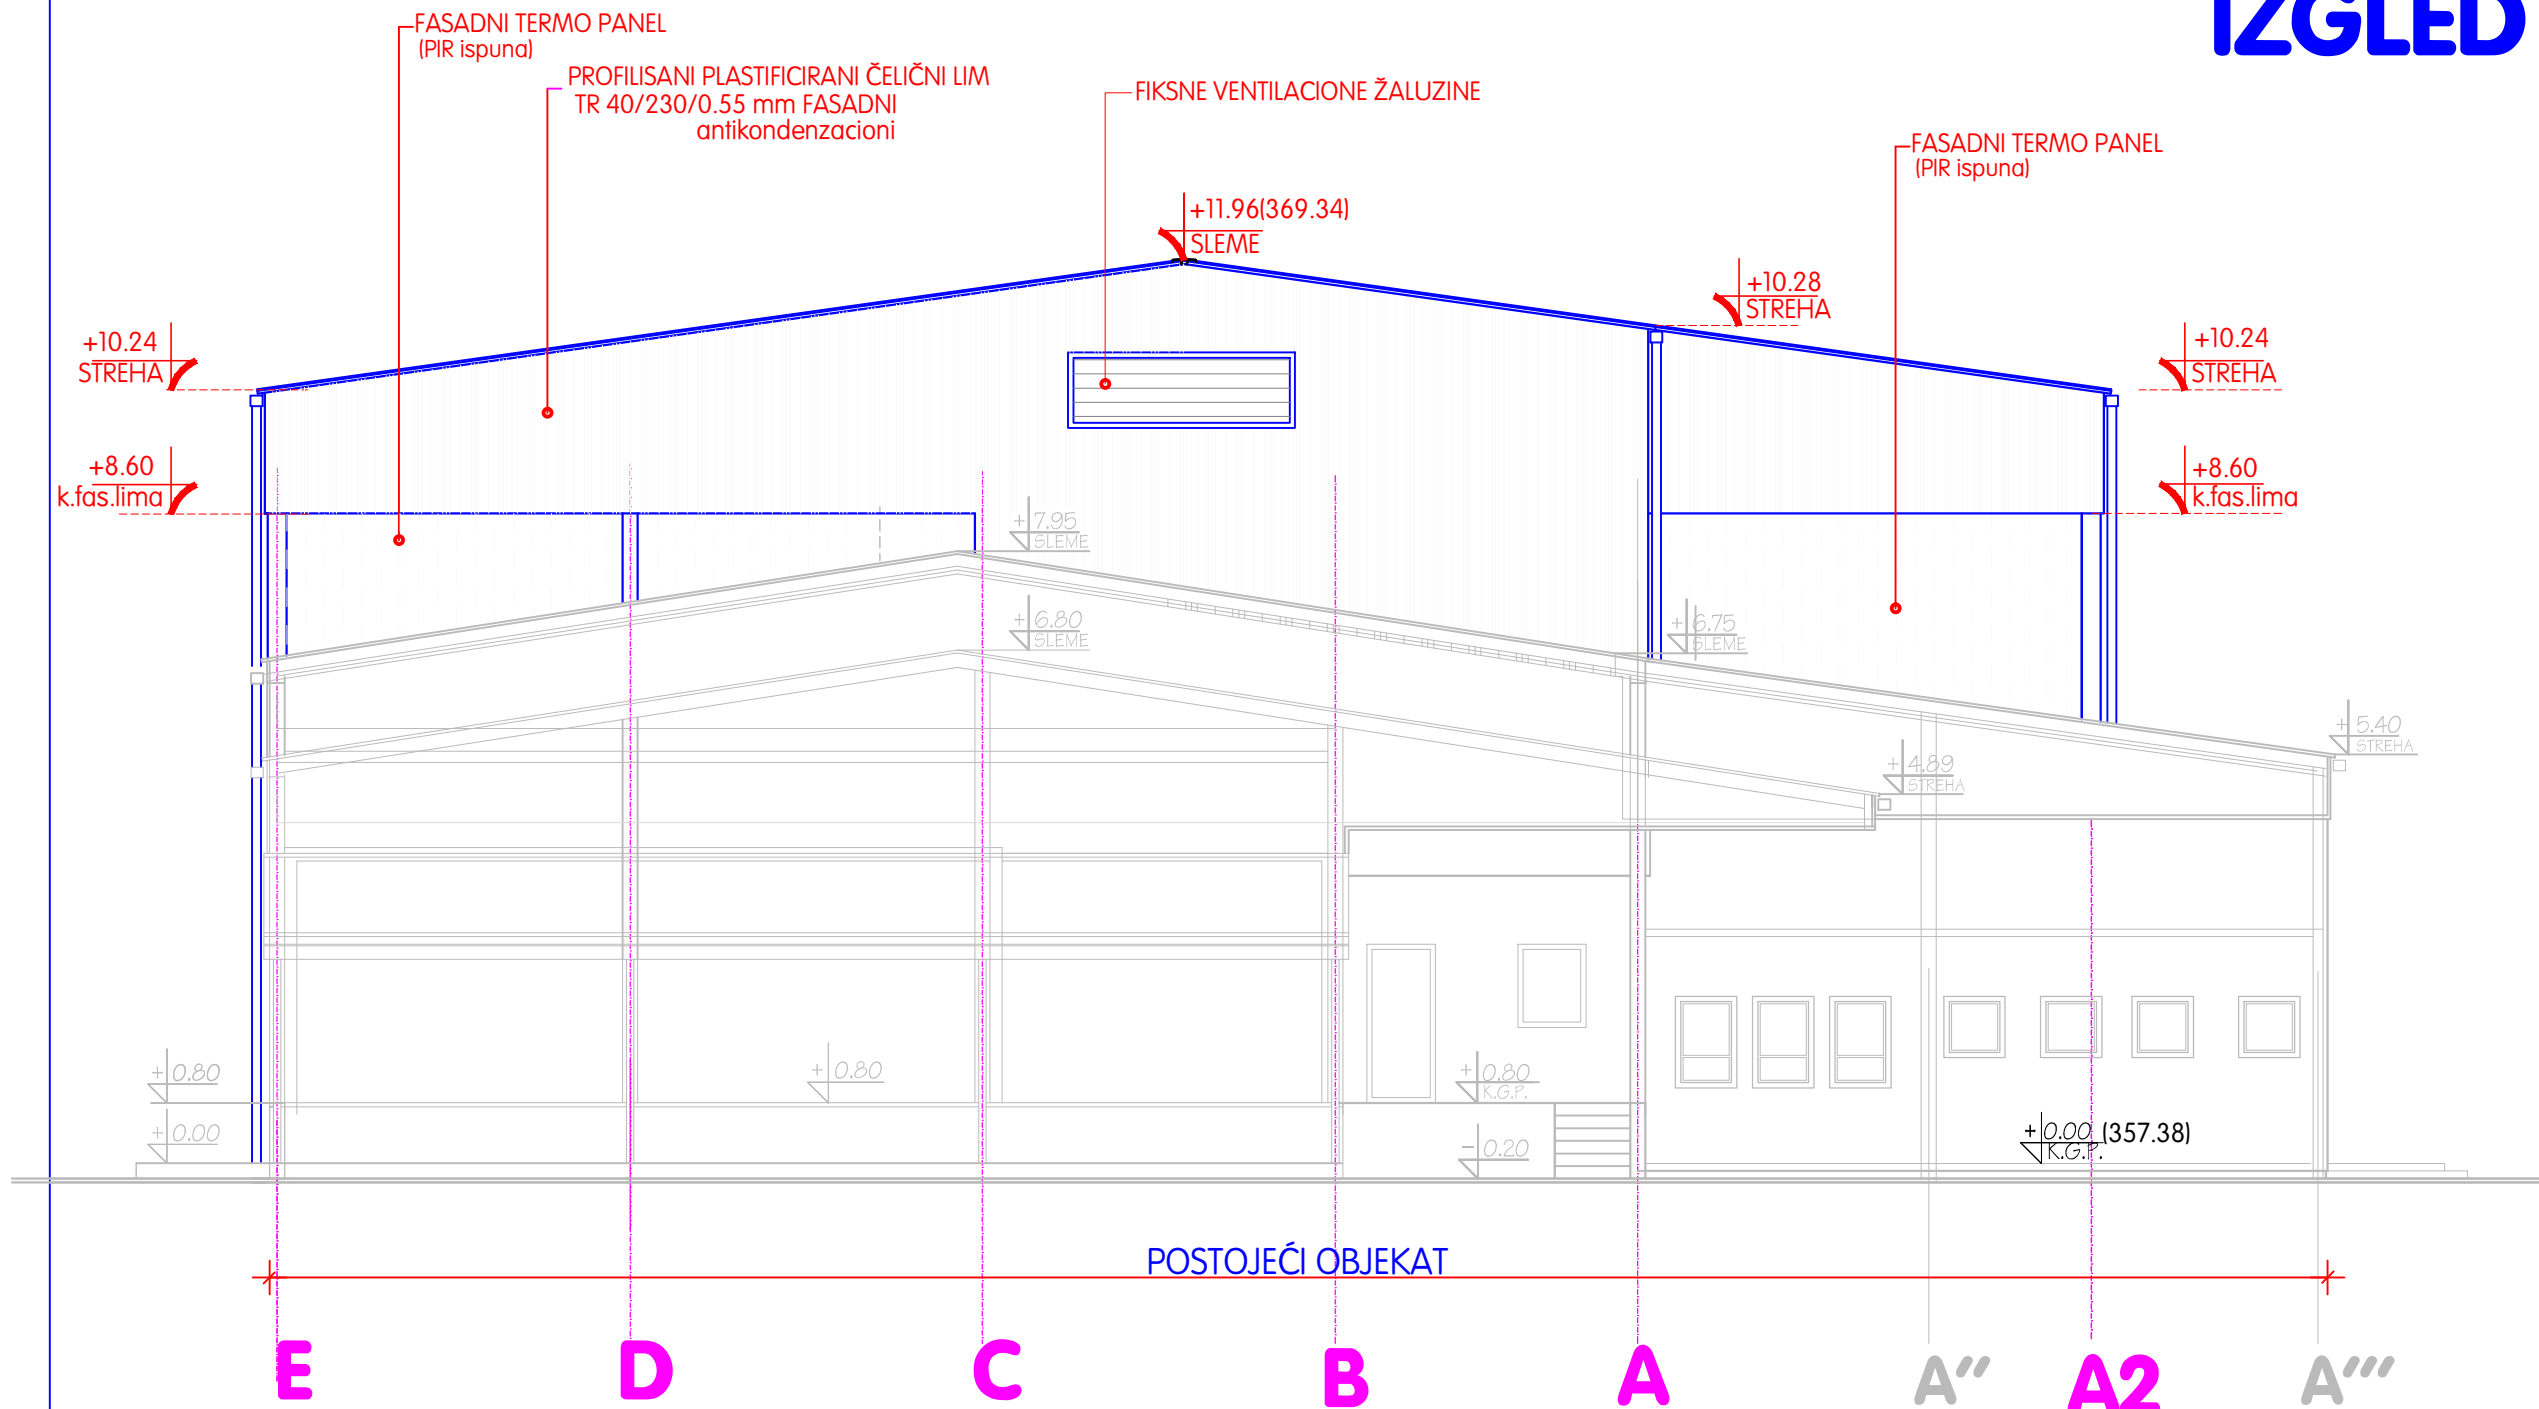 IZGLED
FASADNI TERMO PANEL
(PIR ispuna)
PROFILISANI PLASTIFICIRANI ČELIČNI LIM
TR 40/230/0.55 mm FASADNI
antikondenzacioni
FIKSNE VENTILACIONE ŽALUZINE
FASADNI TERMO PANEL
(PIR ispuna)
+11.96(369.34)
SLEME
+10.28
STREHA
+10.24
STREHA
+10.24
STREHA
+8.60
k.fas.lima
+8.60
k.fas.lima
+7.95
SLEME
+6.80
SLEME
+6.75
SLEME
+5.40
STREHA
+4.89
STREHA
+0.80
+0.80
+0.80
K.G.P.
+0.00
-0.20
+0.00 (357.38)
K.G.P.
POSTOJEĆI OBJEKAT
E D C B A A'' A2 A'''